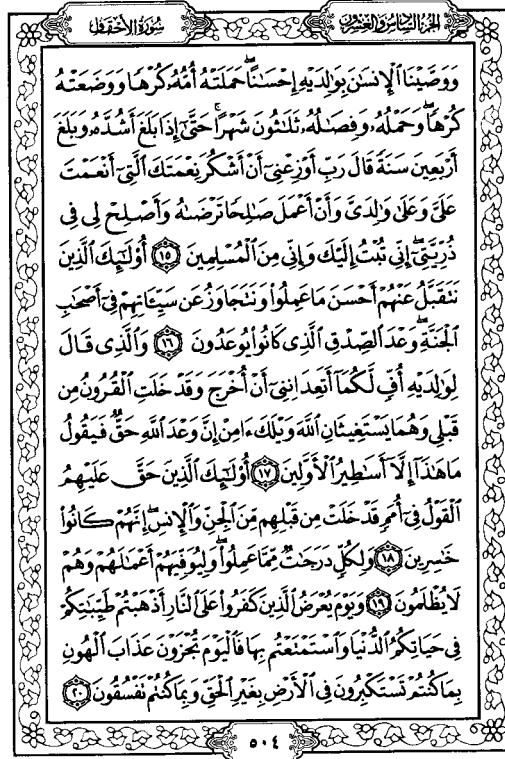 الجزء السادس والعشرون
سورة الأحقاف
وَوَصَّيْنَا ٱلْإِنسَٰنَ بِوَٰلِدَيْهِ إِحْسَٰنًا ۖ حَمَلَتْهُ أُمُّهُۥ كُرْهًا وَوَضَعَتْهُ
كُرْهًا ۖ وَحَمْلُهُۥ وَفِصَٰلُهُۥ ثَلَٰثُونَ شَهْرًا ۚ حَتَّىٰٓ إِذَا بَلَغَ أَشُدَّهُۥ وَبَلَغَ
أَرْبَعِينَ سَنَةً قَالَ رَبِّ أَوْزِعْنِىٓ أَنْ أَشْكُرَ نِعْمَتَكَ ٱلَّتِىٓ أَنْعَمْتَ
عَلَىَّ وَعَلَىٰ وَٰلِدَىَّ وَأَنْ أَعْمَلَ صَٰلِحًا تَرْضَىٰهُ وَأَصْلِحْ لِى فِى
ذُرِّيَّتِىٓ ۖ إِنِّى تُبْتُ إِلَيْكَ وَإِنِّى مِنَ ٱلْمُسْلِمِينَ ١٥ أُو۟لَٰٓئِكَ ٱلَّذِينَ
نَتَقَبَّلُ عَنْهُمْ أَحْسَنَ مَا عَمِلُوا۟ وَنَتَجَاوَزُ عَن سَيِّـَٔاتِهِمْ فِىٓ أَصْحَٰبِ
ٱلْجَنَّةِ ۖ وَعْدَ ٱلصِّدْقِ ٱلَّذِى كَانُوا۟ يُوعَدُونَ ١٦ وَٱلَّذِى قَالَ
لِوَٰلِدَيْهِ أُفٍّ لَّكُمَآ أَتَعِدَانِنِىٓ أَنْ أُخْرَجَ وَقَدْ خَلَتِ ٱلْقُرُونُ مِن
قَبْلِى وَهُمَا يَسْتَغِيثَانِ ٱللَّهَ وَيْلَكَ ءَامِنْ إِنَّ وَعْدَ ٱللَّهِ حَقٌّ فَيَقُولُ
مَا هَٰذَآ إِلَّآ أَسَٰطِيرُ ٱلْأَوَّلِينَ ١٧ أُو۟لَٰٓئِكَ ٱلَّذِينَ حَقَّ عَلَيْهِمُ
ٱلْقَوْلُ فِىٓ أُمَمٍ قَدْ خَلَتْ مِن قَبْلِهِم مِّنَ ٱلْجِنِّ وَٱلْإِنسِ ۖ إِنَّهُمْ كَانُوا۟
خَٰسِرِينَ ١٨ وَلِكُلٍّ دَرَجَٰتٌ مِّمَّا عَمِلُوا۟ ۖ وَلِيُوَفِّيَهُمْ أَعْمَٰلَهُمْ وَهُمْ
لَا يُظْلَمُونَ ١٩ وَيَوْمَ يُعْرَضُ ٱلَّذِينَ كَفَرُوا۟ عَلَى ٱلنَّارِ أَذْهَبْتُمْ طَيِّبَٰتِكُمْ
فِى حَيَاتِكُمُ ٱلدُّنْيَا وَٱسْتَمْتَعْتُم بِهَا فَٱلْيَوْمَ تُجْزَوْنَ عَذَابَ ٱلْهُونِ
بِمَا كُنتُمْ تَسْتَكْبِرُونَ فِى ٱلْأَرْضِ بِغَيْرِ ٱلْحَقِّ وَبِمَا كُنتُمْ تَفْسُقُونَ ٢٠
٥٠٤